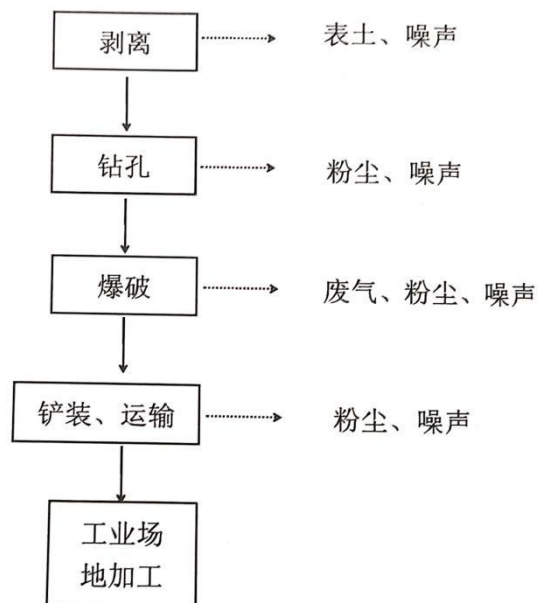 剥离
表土、噪声
钻孔
粉尘、噪声
爆破
废气、粉尘、噪声
铲装、运输
粉尘、噪声
工业场
地加工